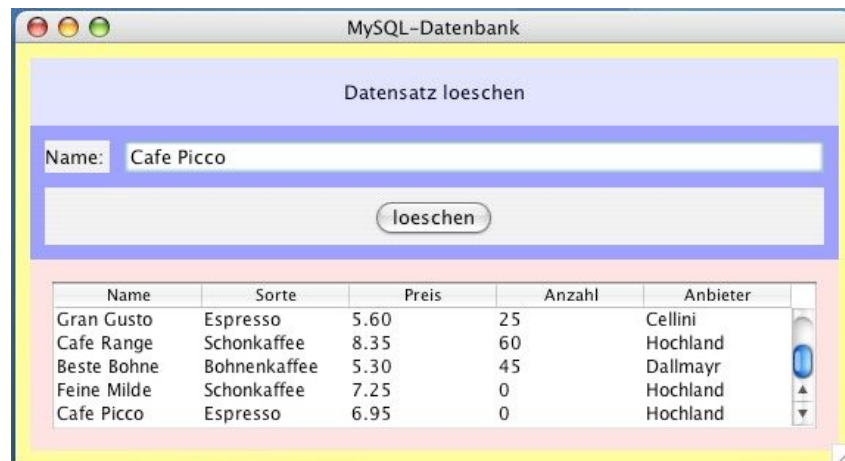 MySQL-Datenbank
Datensatz loeschen
Name: Cafe Picco
loeschen
Name Sorte Preis Anzahl Anbieter
Gran Gusto Espresso 5.60 25 Cellini
Cafe Range Schonkaffee 8.35 60 Hochland
Beste Bohne Bohnenkaffee 5.30 45 Dallmayr
Feine Milde Schonkaffee 7.25 0 Hochland
Cafe Picco Espresso 6.95 0 Hochland